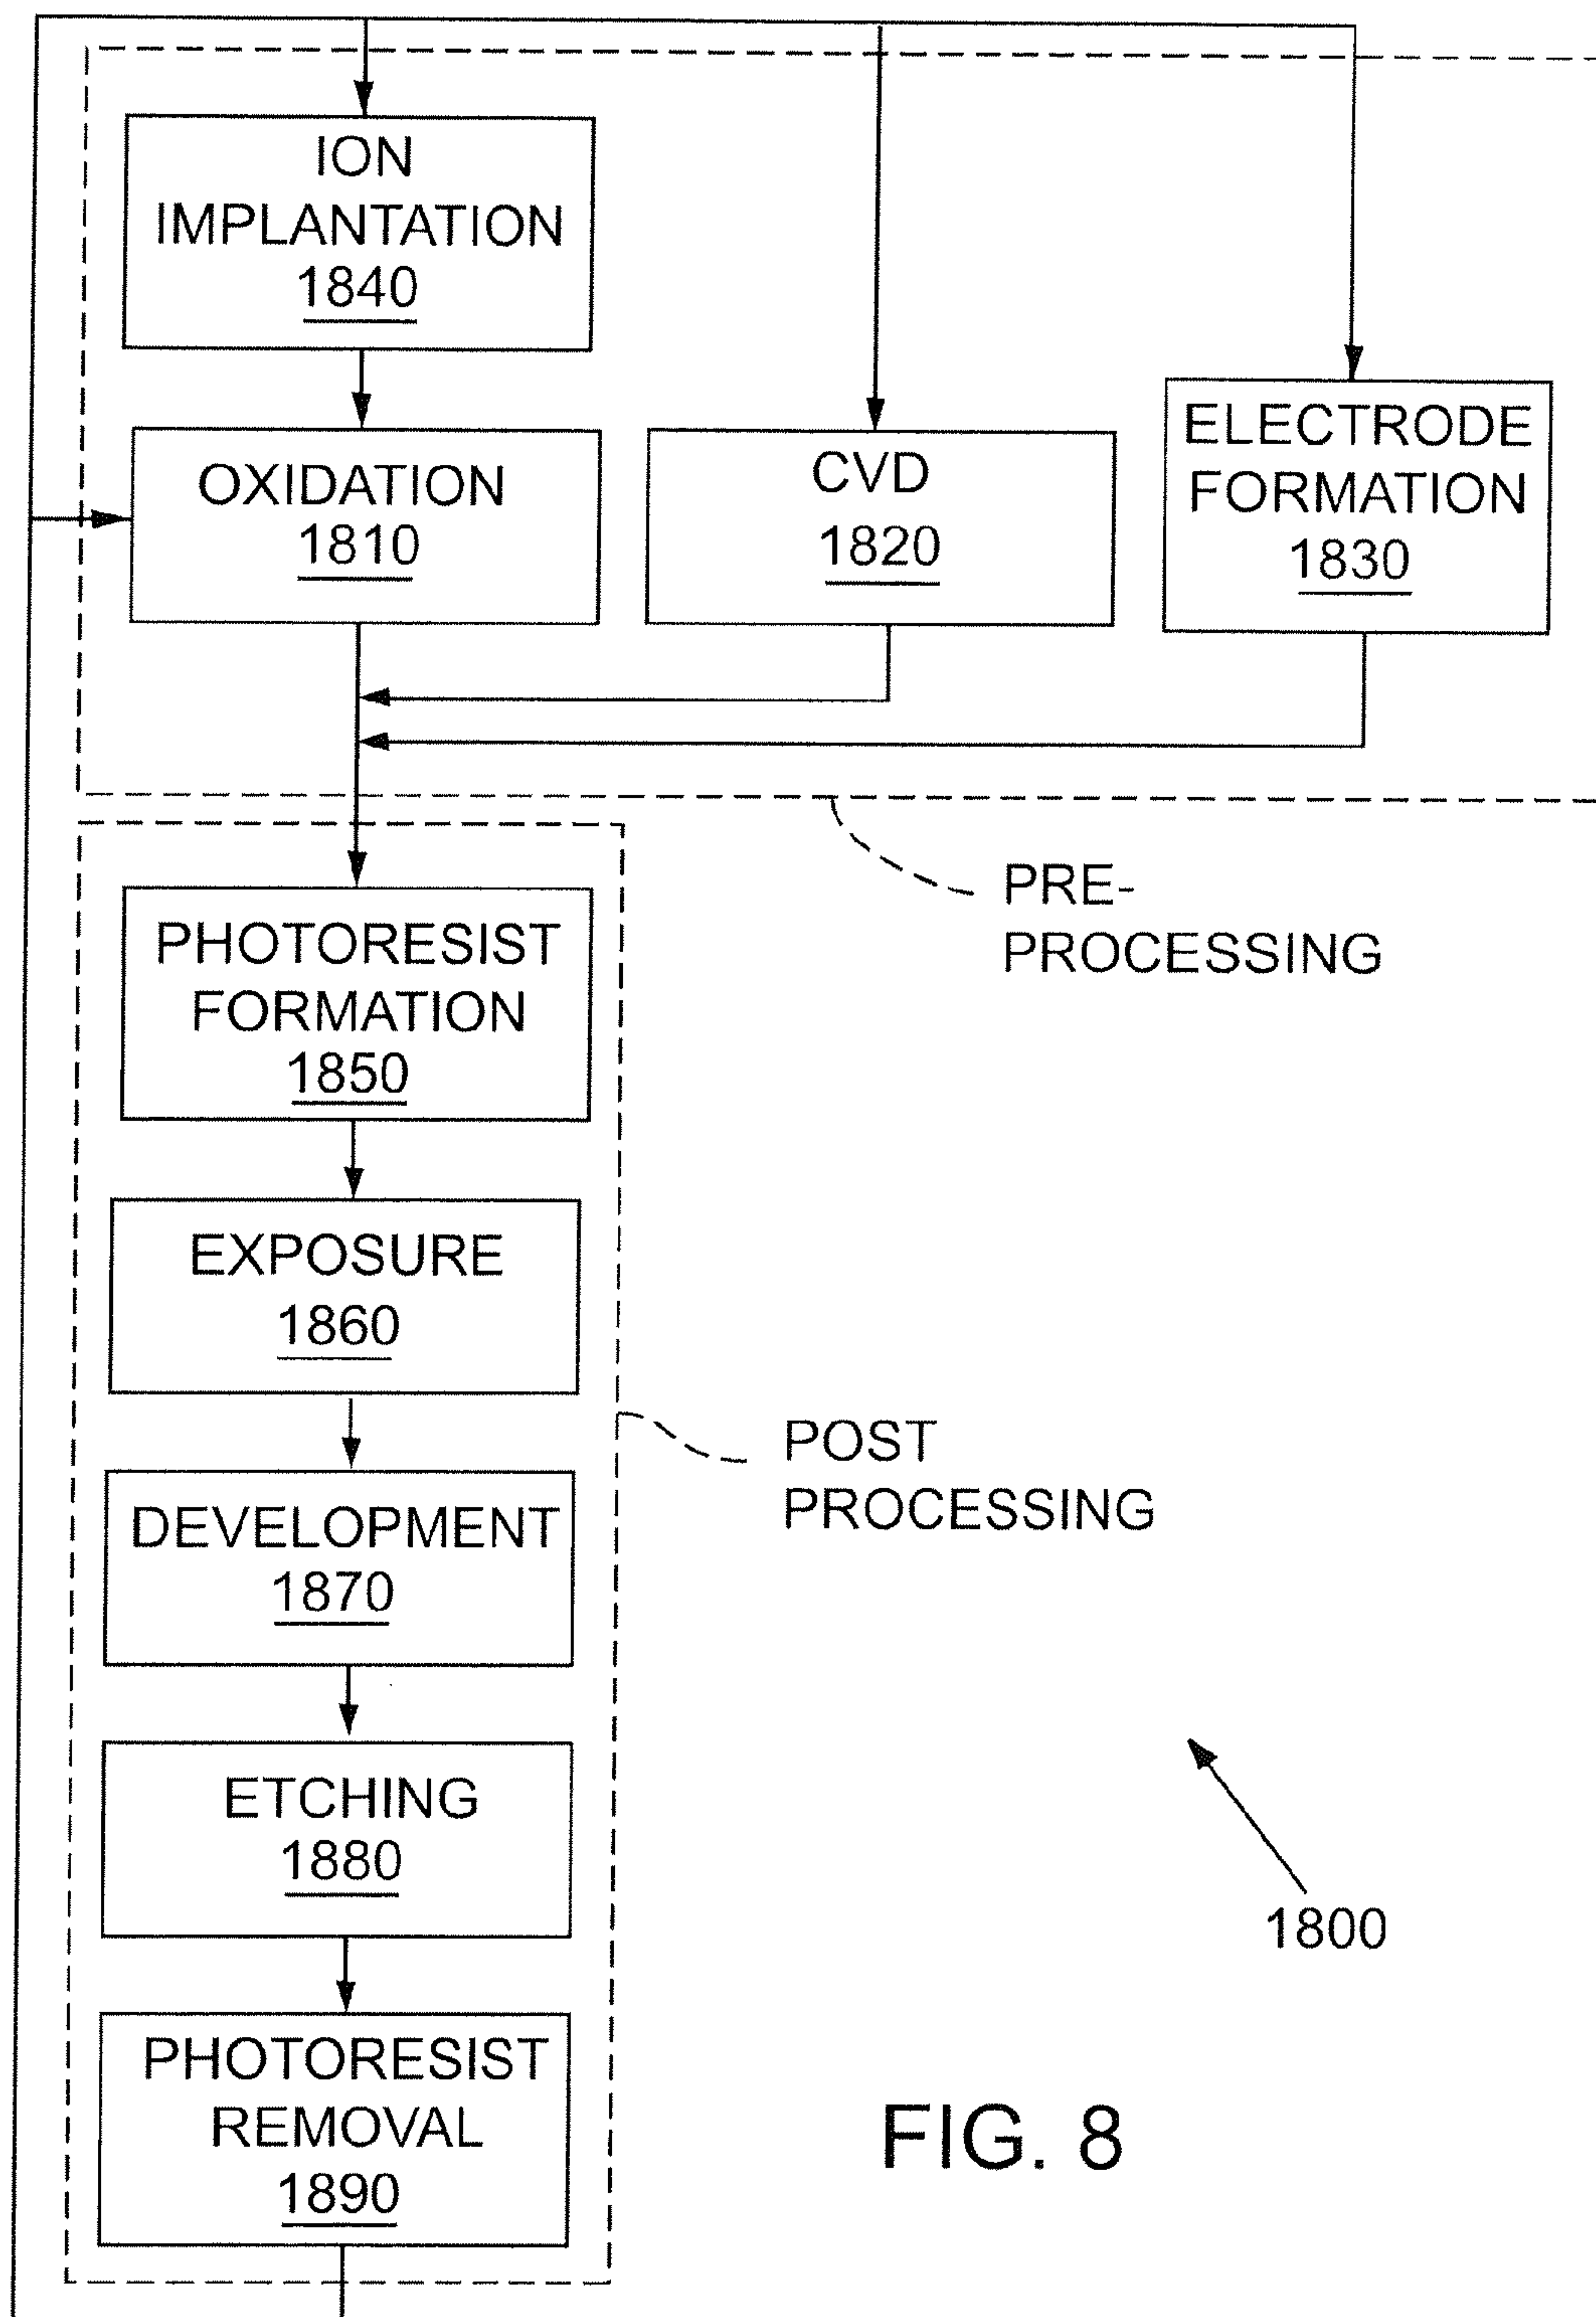 ION
IMPLANTATION
1840
OXIDATION
1810
CVD
1820
ELECTRODE
FORMATION
1830
PRE-
PROCESSING
PHOTORESIST
FORMATION
1850
EXPOSURE
1860
POST
PROCESSING
DEVELOPMENT
1870
ETCHING
1880
1800
PHOTORESIST
REMOVAL
1890
FIG. 8